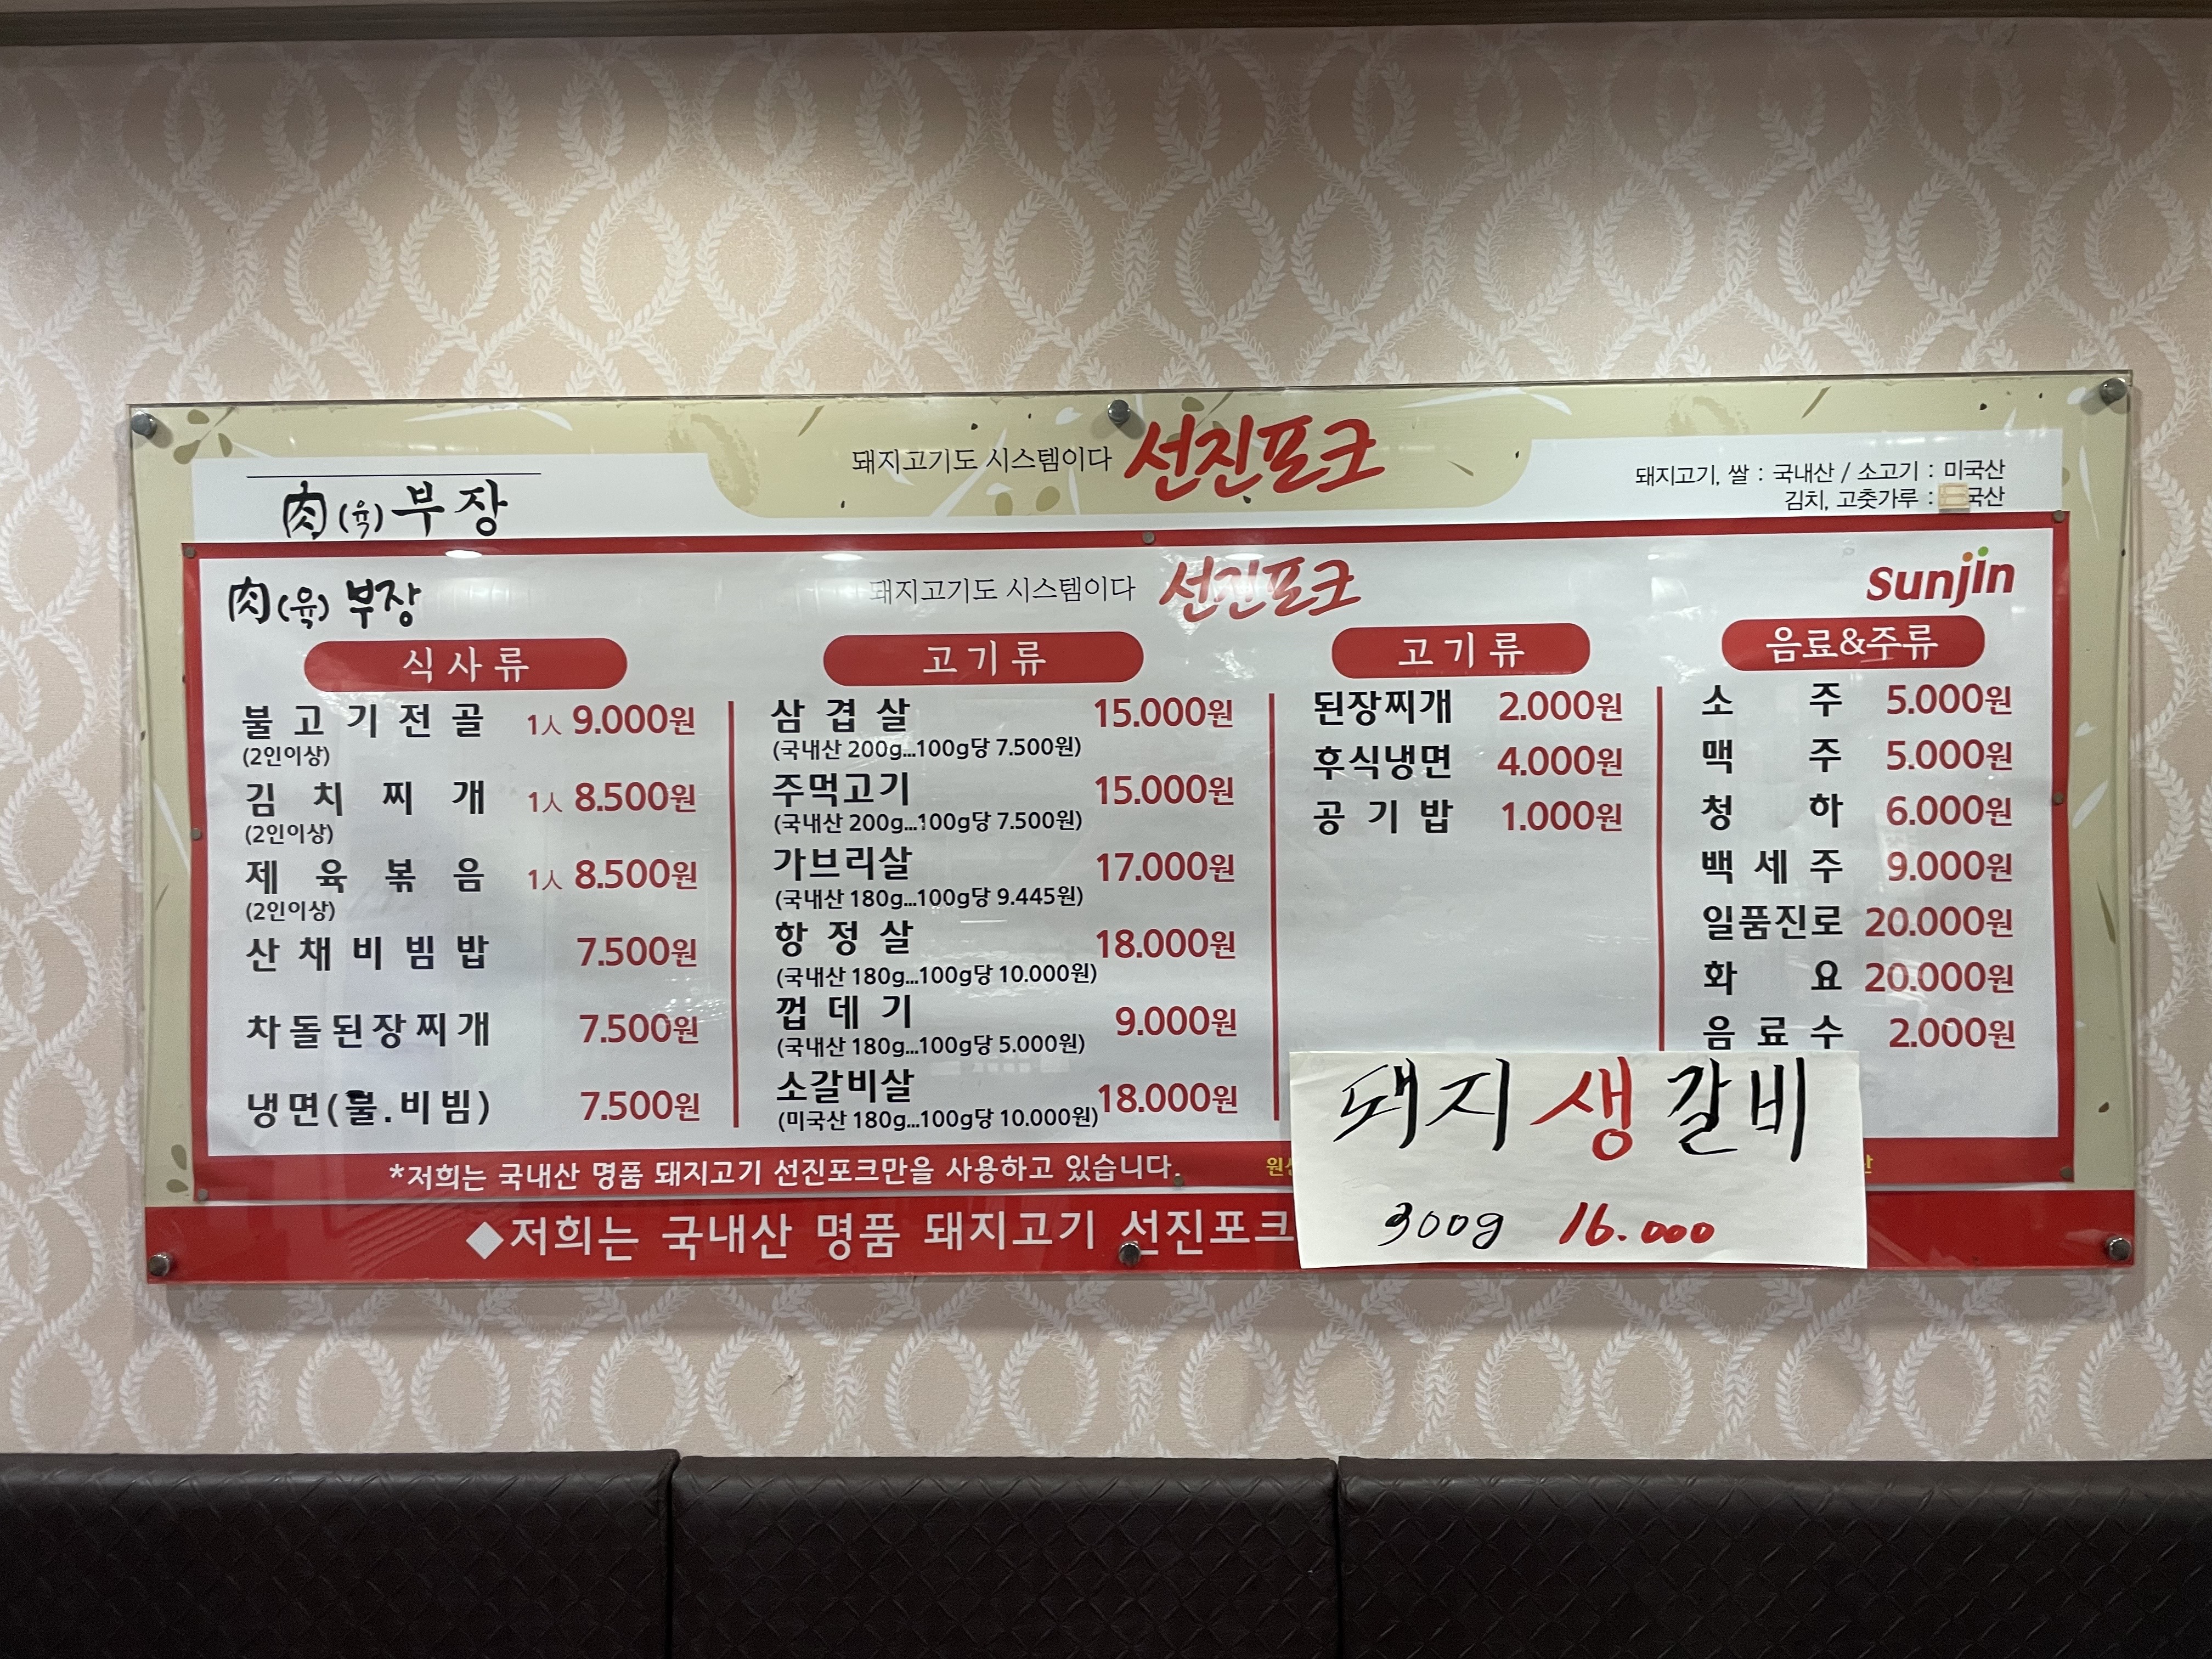 돼지고기도 시스템이다 선진포크
肉(육)부장
돼지고기, 쌀 : 국내산 / 소고기 : 미국산
김치, 고춧가루 : 국산
肉(육) 부장
돼지고기도 시스템이다 선진포크
sunjin
식사류
불고기전골 1人 9.000원
(2인이상)
김치찌개 1人 8.500원
(2인이상)
제육볶음 1人 8.500원
(2인이상)
산채비빔밥 7.500원
차돌된장찌개 7.500원
냉면(물.비빔) 7.500원
고기류
삼겹살 15.000원
(국내산 200g...100g당 7.500원)
주먹고기 15.000원
(국내산 200g...100g당 7.500원)
가브리살 17.000원
(국내산 180g...100g당 9.445원)
항정살 18.000원
(국내산 180g...100g당 10.000원)
껍데기 9.000원
(국내산 180g...100g당 5.000원)
소갈비살 18.000원
(미국산 180g...100g당 10.000원)
고기류
된장찌개 2.000원
후식냉면 4.000원
공기밥 1.000원
음료&주류
소주 5.000원
맥주 5.000원
청하 6.000원
백세주 9.000원
일품진로 20.000원
화요 20.000원
음료수 2.000원
돼지생갈비
300g 16.000
*저희는 국내산 명품 돼지고기 선진포크만을 사용하고 있습니다.
◆저희는 국내산 명품 돼지고기 선진포크